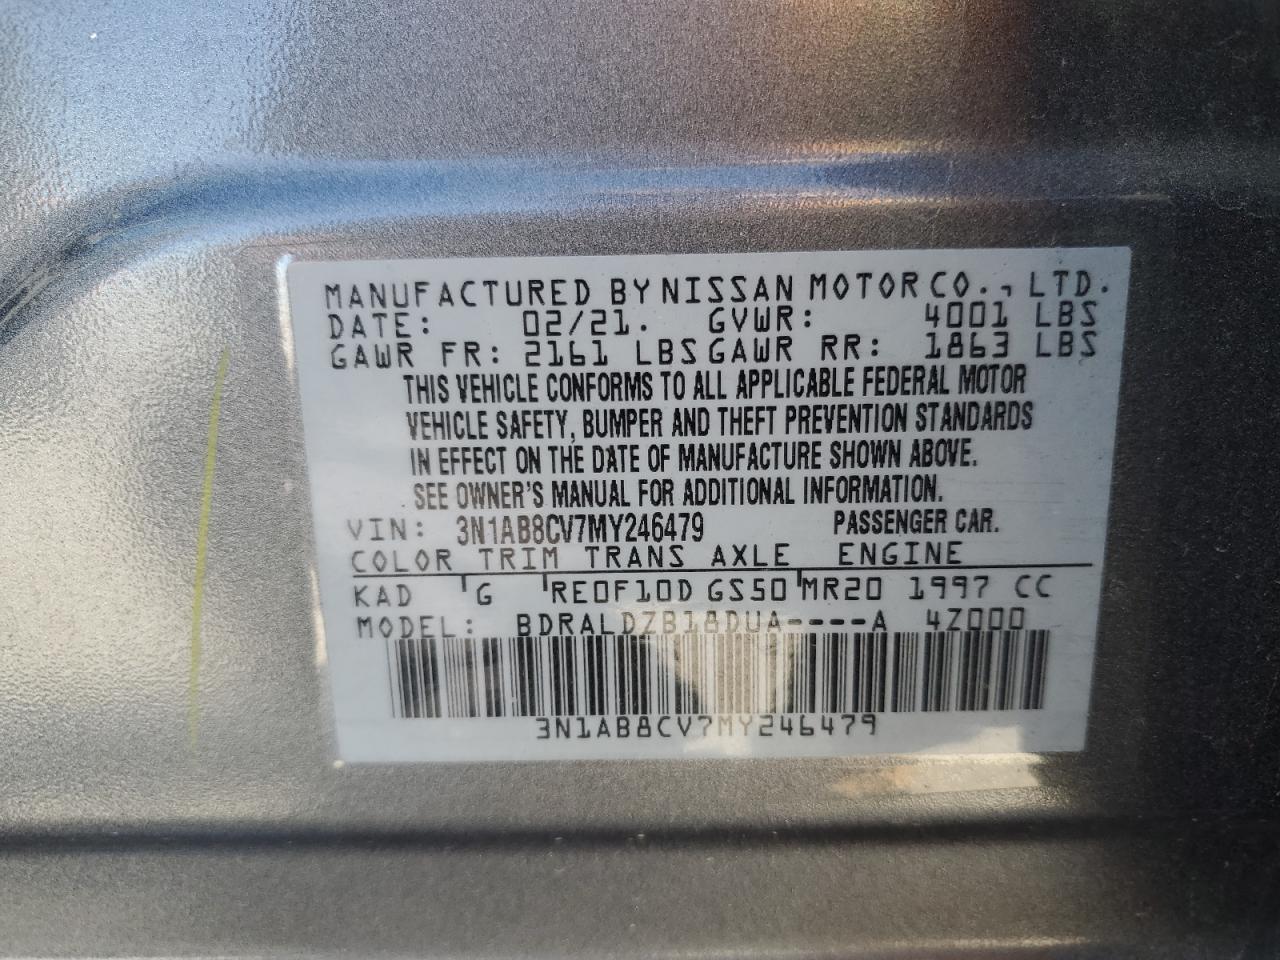 MANUFACTURED BY NISSAN MOTOR CO., LTD.
DATE: 02/21. GVWR: 4001 LBS
GAWR FR: 2161 LBS GAWR RR: 1863 LBS
THIS VEHICLE CONFORMS TO ALL APPLICABLE FEDERAL MOTOR
VEHICLE SAFETY, BUMPER AND THEFT PREVENTION STANDARDS
IN EFFECT ON THE DATE OF MANUFACTURE SHOWN ABOVE.
SEE OWNER'S MANUAL FOR ADDITIONAL INFORMATION.
VIN: 3N1AB8CV7MY246479 PASSENGER CAR.
COLOR TRIM TRANS AXLE ENGINE
KAD G RE0F10D GS50 MR20 1997 CC
MODEL: BDRALDZB18DUA----A 4Z000
3N1AB8CV7MY246479